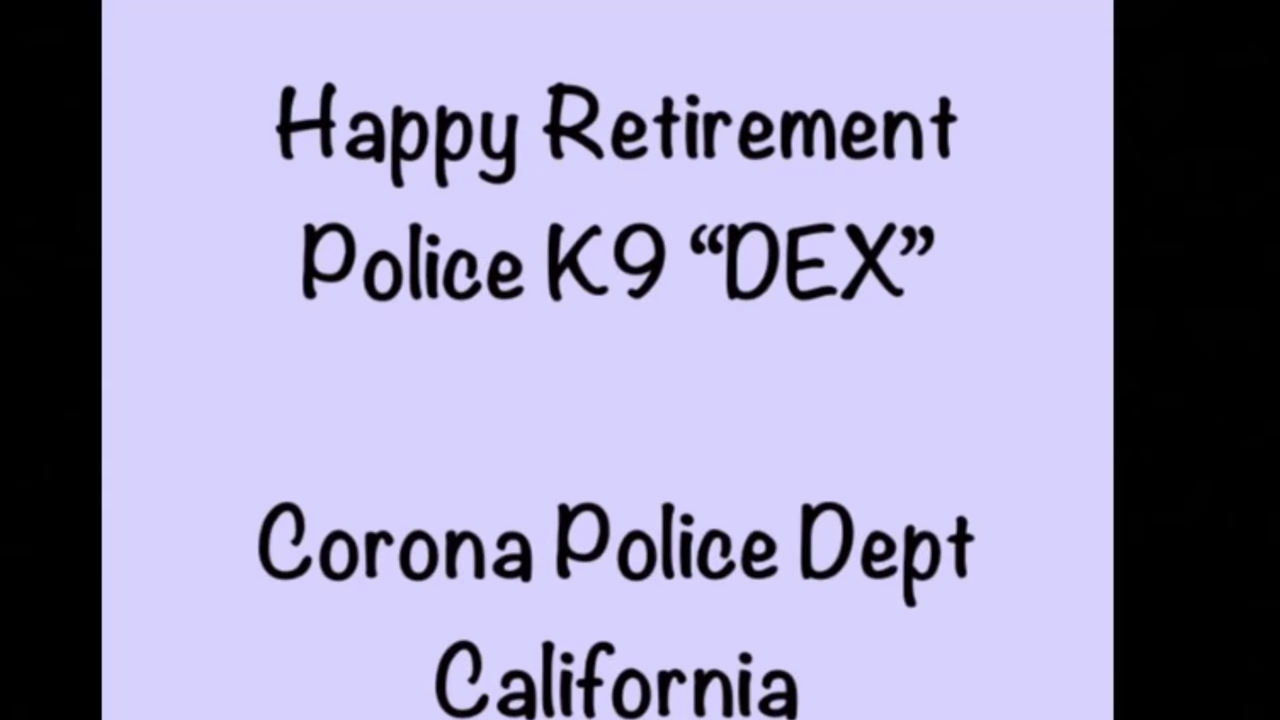 Happy Retirement
Police K9 “DEX”
Corona Police Dept
California